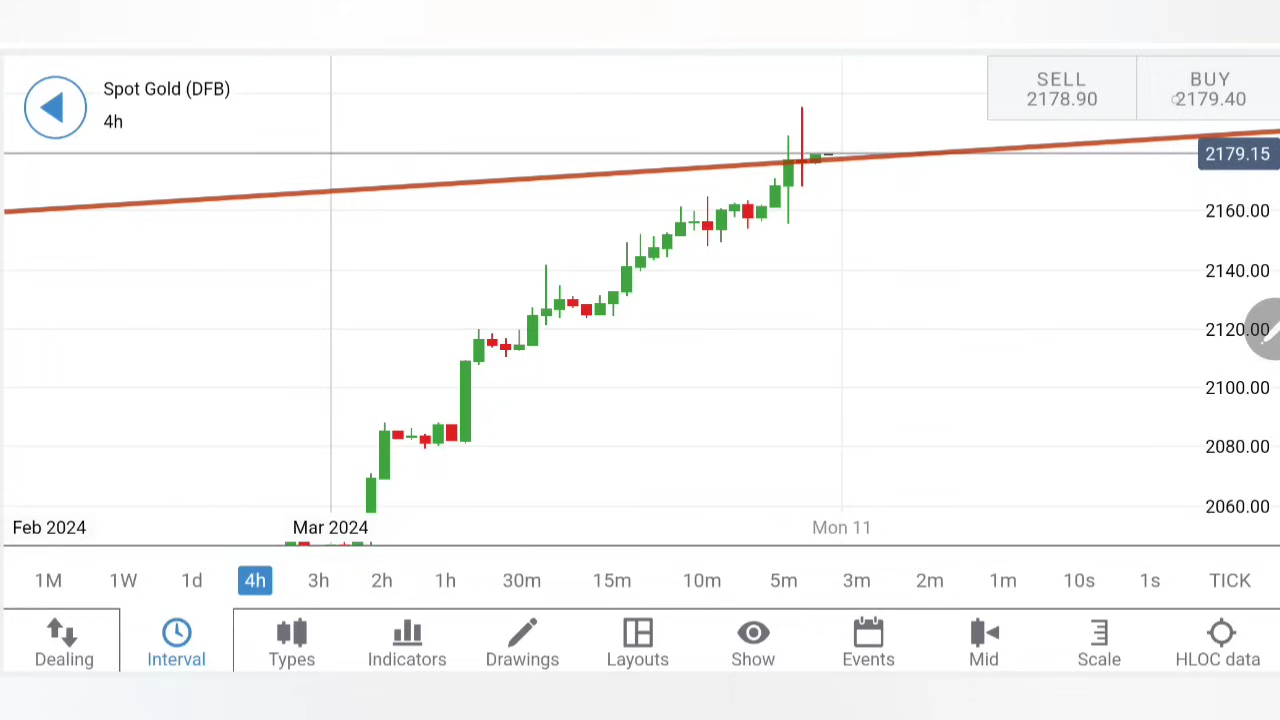 Spot Gold (DFB)
4h
SELL
2178.90
BUY
2179.40
2179.15
2160.00
2140.00
2120.00
2100.00
2080.00
2060.00
Feb 2024
Mar 2024
Mon 11
1M 1W 1d 4h 3h 2h 1h 30m 15m 10m 5m 3m 2m 1m 10s 1s TICK
Dealing Interval Types Indicators Drawings Layouts Show Events Mid Scale HLOC data